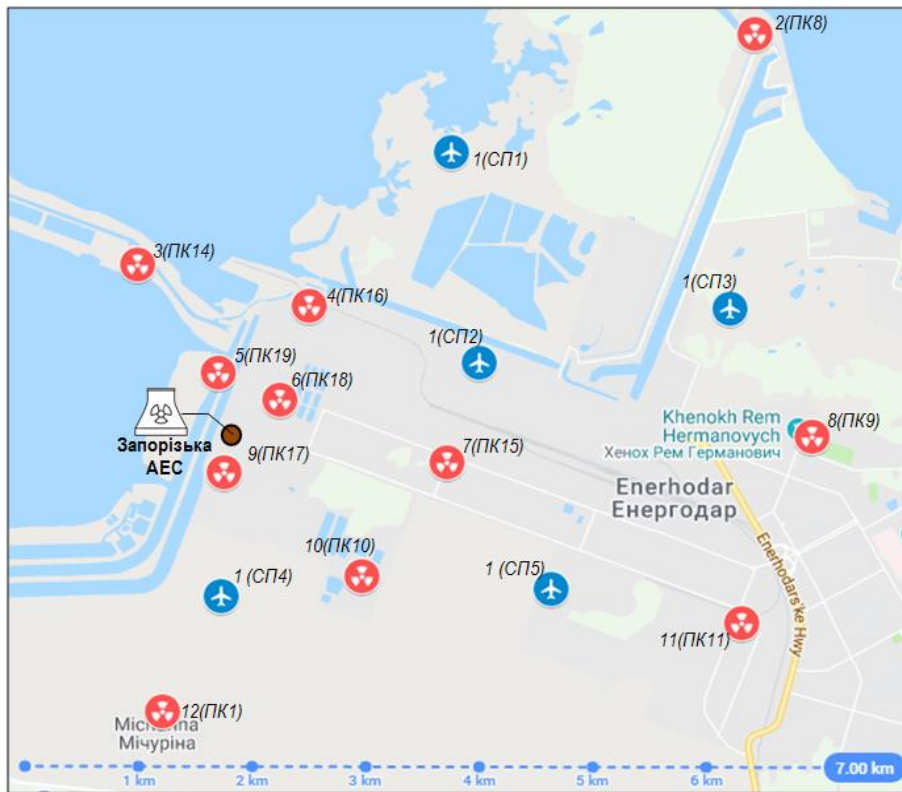 2(ПК8)
1(СП1)
3(ПК14)
1(СП3)
4(ПК16)
1(СП2)
5(ПК19)
6(ПК18)
Khenokh Rem
Hermanovych
Хенох Рем Германович
8(ПК9)
Запорізька
АЕС
9(ПК17)
7(ПК15)
Enerhodar
Енергодар
10(ПК10)
1 (СП4)
1 (СП5)
Enerhodars'ke Hwy
11(ПК11)
12(ПК1)
Мічуріна
1 km
2 km
3 km
4 km
5 km
6 km
7.00 km